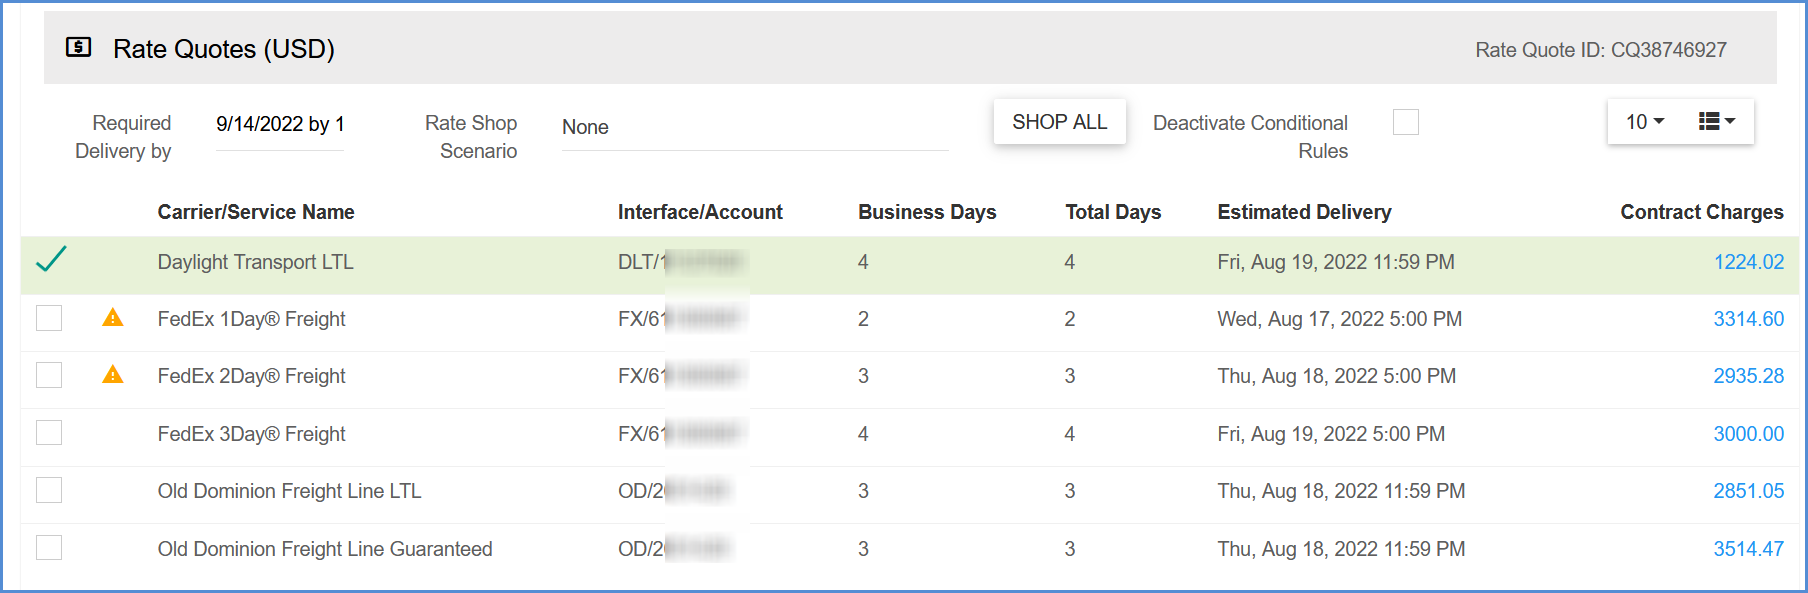 Rate Quotes (USD)
Rate Quote ID: CQ38746927
Required Delivery by
9/14/2022 by 1
Rate Shop Scenario
None
SHOP ALL
Deactivate Conditional Rules
10
Carrier/Service Name Interface/Account Business Days Total Days Estimated Delivery Contract Charges
Daylight Transport LTL DLT/ 4 4 Fri, Aug 19, 2022 11:59 PM 1224.02
FedEx 1Day® Freight FX/61 2 2 Wed, Aug 17, 2022 5:00 PM 3314.60
FedEx 2Day® Freight FX/61 3 3 Thu, Aug 18, 2022 5:00 PM 2935.28
FedEx 3Day® Freight FX/61 4 4 Fri, Aug 19, 2022 5:00 PM 3000.00
Old Dominion Freight Line LTL OD/2 3 3 Thu, Aug 18, 2022 11:59 PM 2851.05
Old Dominion Freight Line Guaranteed OD/2 3 3 Thu, Aug 18, 2022 11:59 PM 3514.47